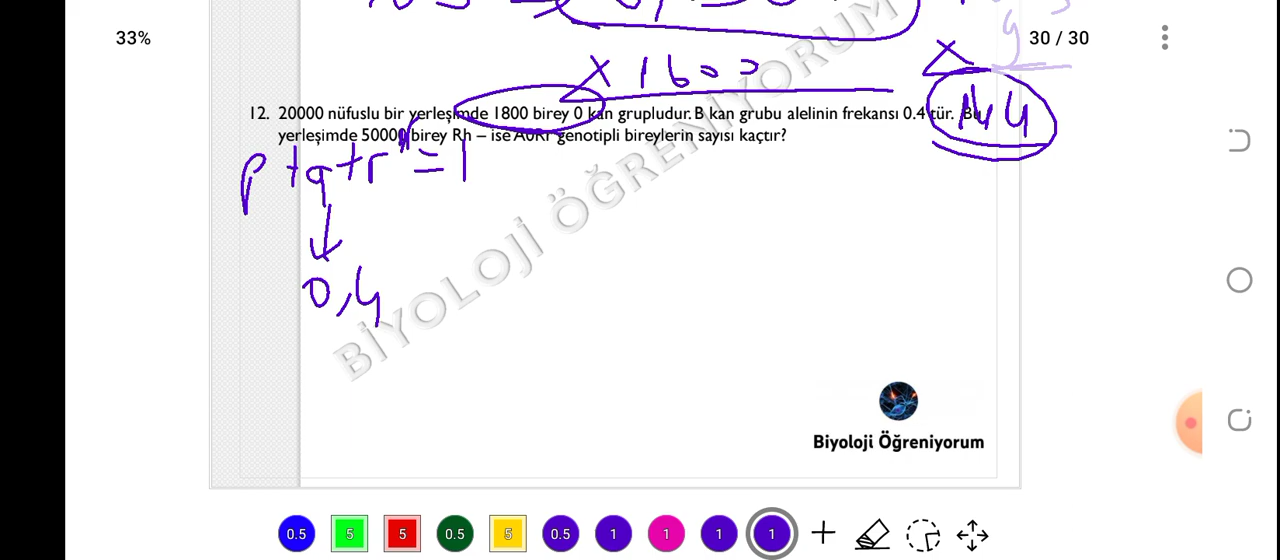 33%
30 / 30
x 1600
x
144
12. 20000 nüfuslu bir yerleşimde 1800 birey 0 kan grupludur. B kan grubu alelinin frekansı 0.4 tür. Bu
yerleşimde 50000 birey Rh – ise A0Rr genotipli bireylerin sayısı kaçtır?
p + q + r = 1
0,4
BİYOLOJİ ÖĞRENİYORUM
Biyoloji Öğreniyorum
0.5 5 5 0.5 5 0.5 1 1 1 1